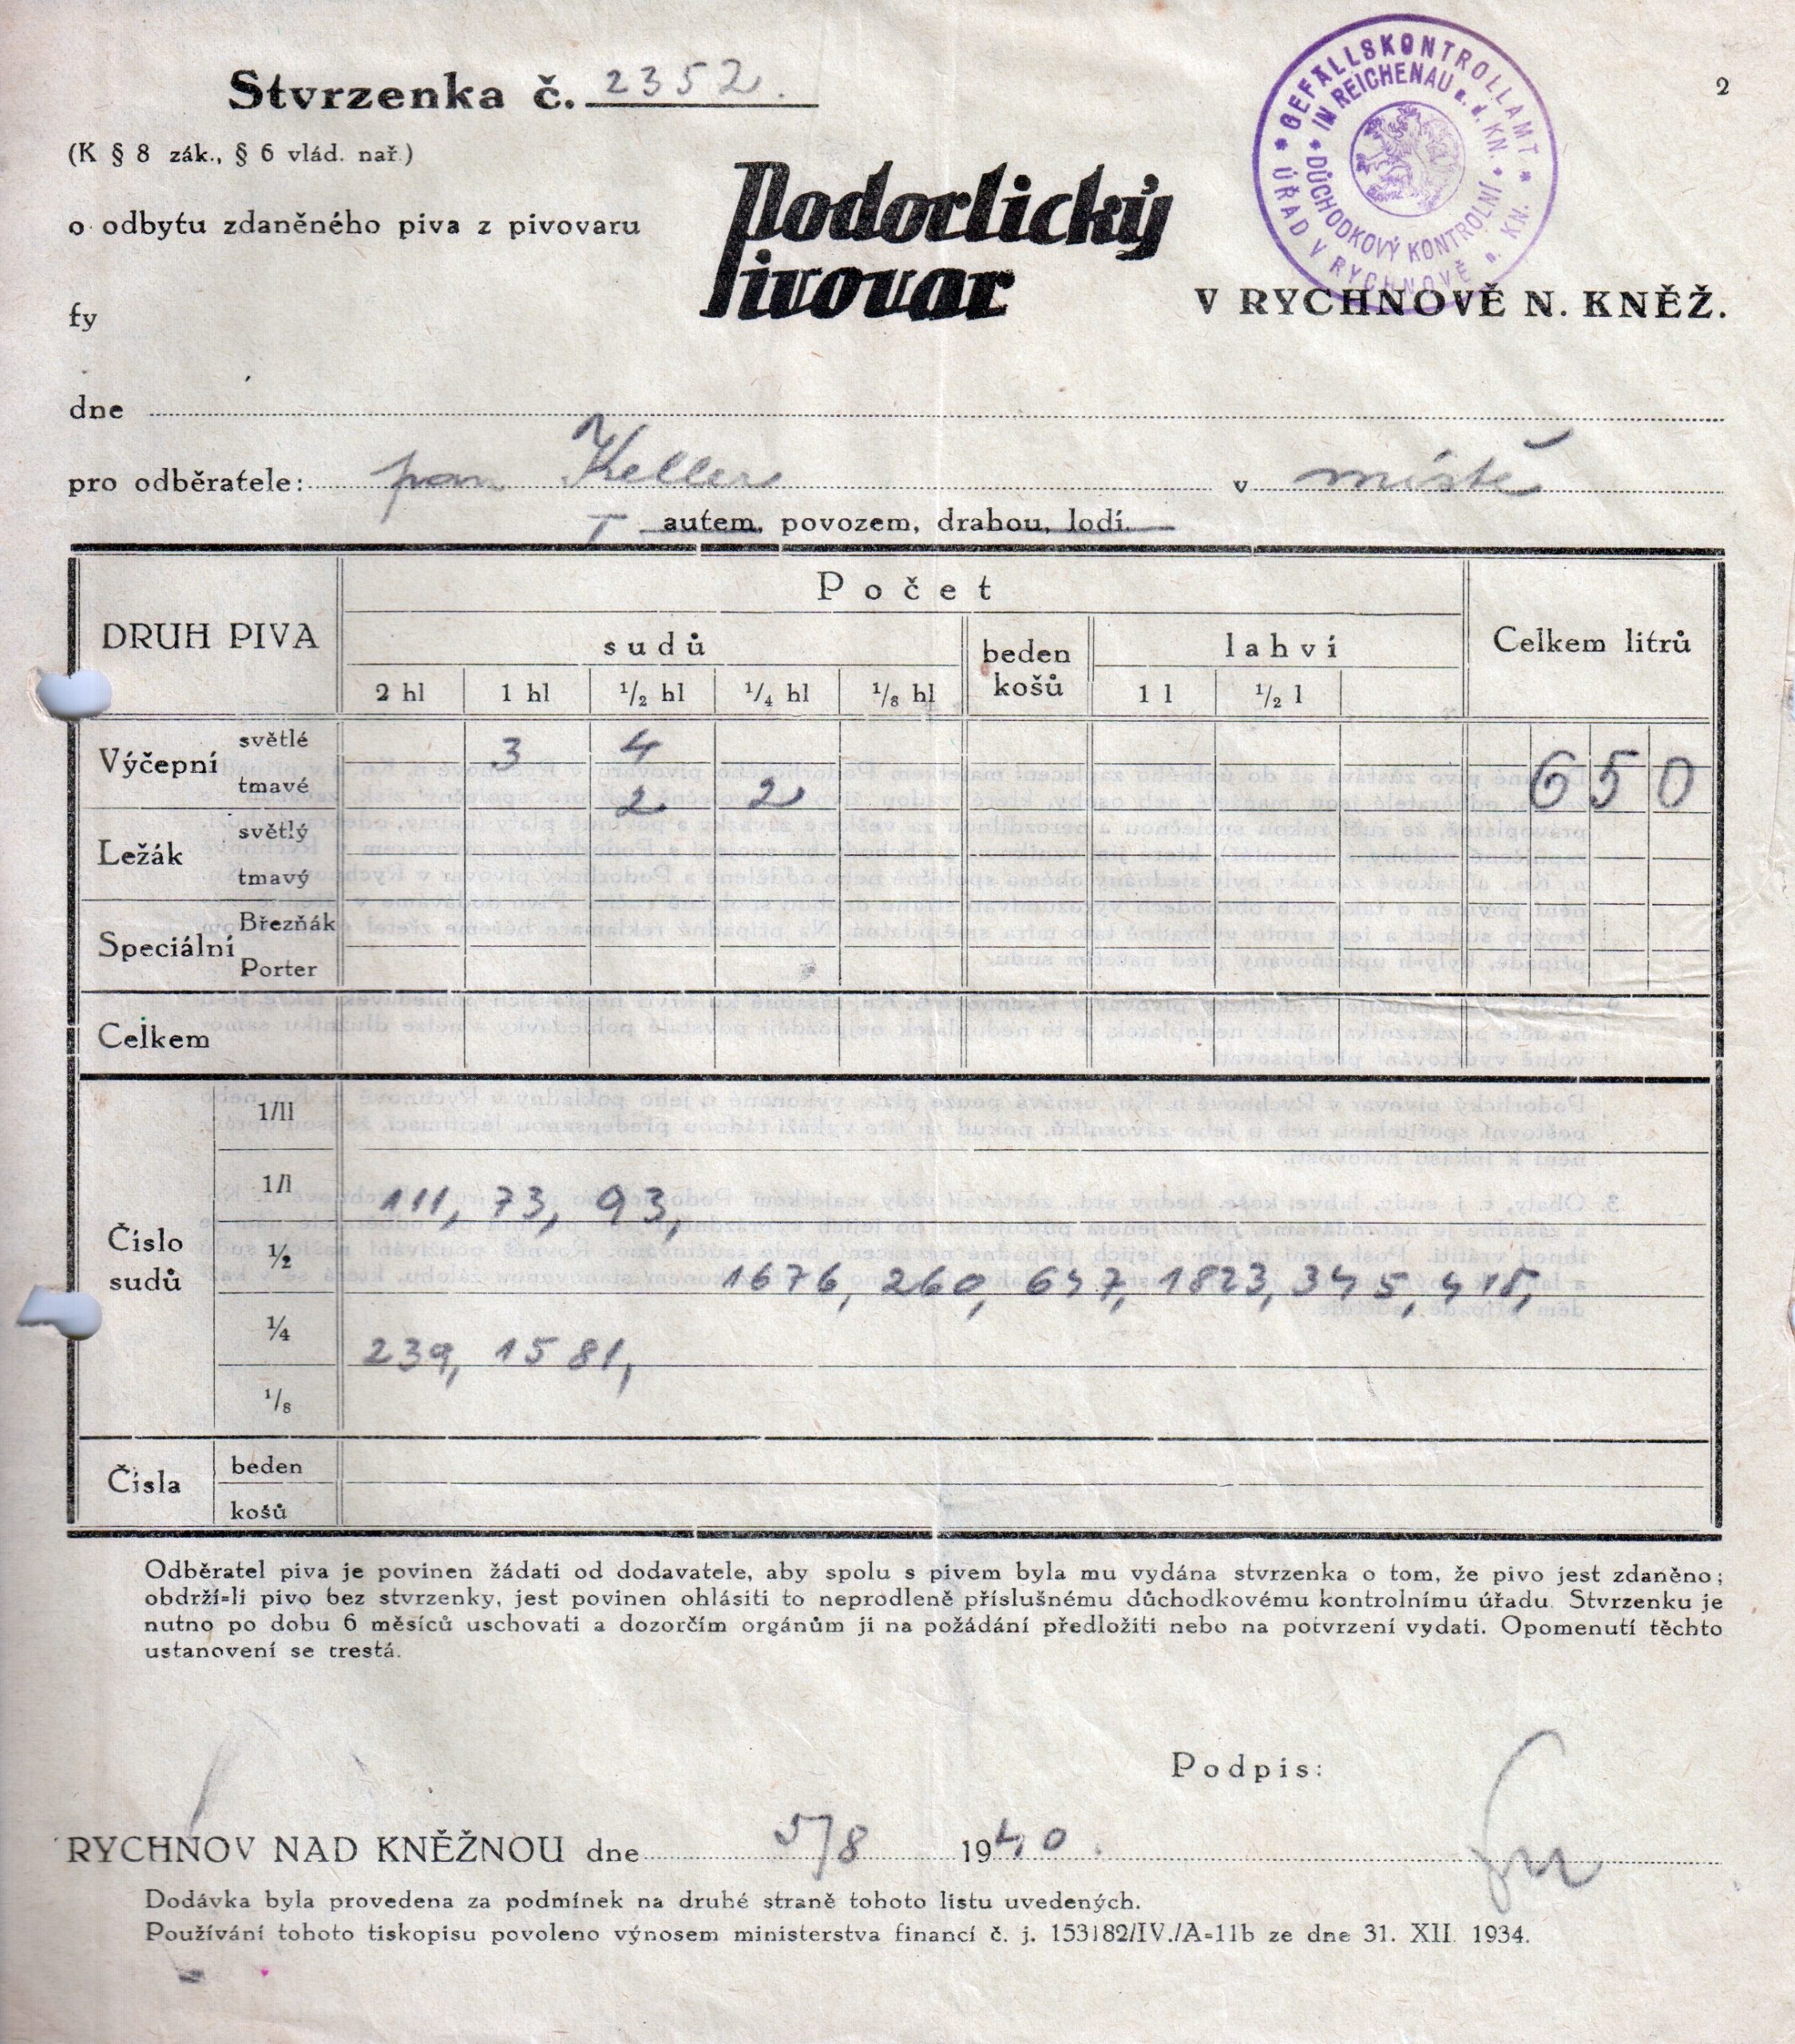 Stvrzenka č. 2352.
2
(K § 8 zák., § 6 vlád. nař.)
o odbytu zdaněného piva z pivovaru
Podorlický
Pivovar
GEFÄLLSKONTROLLAMT
IN REICHENAU a. d. KN.
DŮCHODKOVÝ KONTROLNÍ
ÚŘAD V RYCHNOVĚ n. KN.
fy
V RYCHNOVĚ N. KNĚŽ.
dne
pro odběratele: pan Keller v místě
autem, povozem, drahou, lodí.
DRUH PIVA
Počet
Celkem litrů
sudů
beden košů
lahví
2 hl 1 hl 1/2 hl 1/4 hl 1/8 hl 1 l 1/2 l
Výčepní
světlé 3 4
650
tmavé 2 2
Ležák
světlý
tmavý
Speciální
Březňák
Porter
Celkem
Číslo sudů
1/II
1/I 111, 73, 93,
1/2 1676, 260, 647, 1823, 345, 415,
1/4 239, 1581,
1/8
Čísla
beden
košů
Odběratel piva je povinen žádati od dodavatele, aby spolu s pivem byla mu vydána stvrzenka o tom, že pivo jest zdaněno;
obdrží=li pivo bez stvrzenky, jest povinen ohlásiti to neprodleně příslušnému důchodkovému kontrolnímu úřadu. Stvrzenku je
nutno po dobu 6 měsíců uschovati a dozorčím orgánům ji na požádání předložiti nebo na potvrzení vydati. Opomenutí těchto
ustanovení se trestá.
Podpis:
RYCHNOV NAD KNĚŽNOU dne 5/8 1940.
Dodávka byla provedena za podmínek na druhé straně tohoto listu uvedených.
Používání tohoto tiskopisu povoleno výnosem ministerstva financí č. j. 153182/IV./A=11b ze dne 31. XII. 1934.